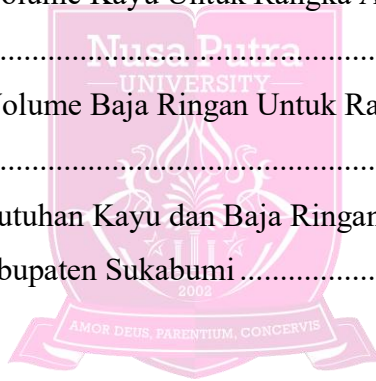 Volume Kayu Untuk Rangka A
....................................................
Nusa Putra
UNIVERSITY
Volume Baja Ringan Untuk Ra
....................................................
utuhan Kayu dan Baja Ringan
bupaten Sukabumi....................
2002
AMOR DEUS, PARENTIUM, CONCERVIS